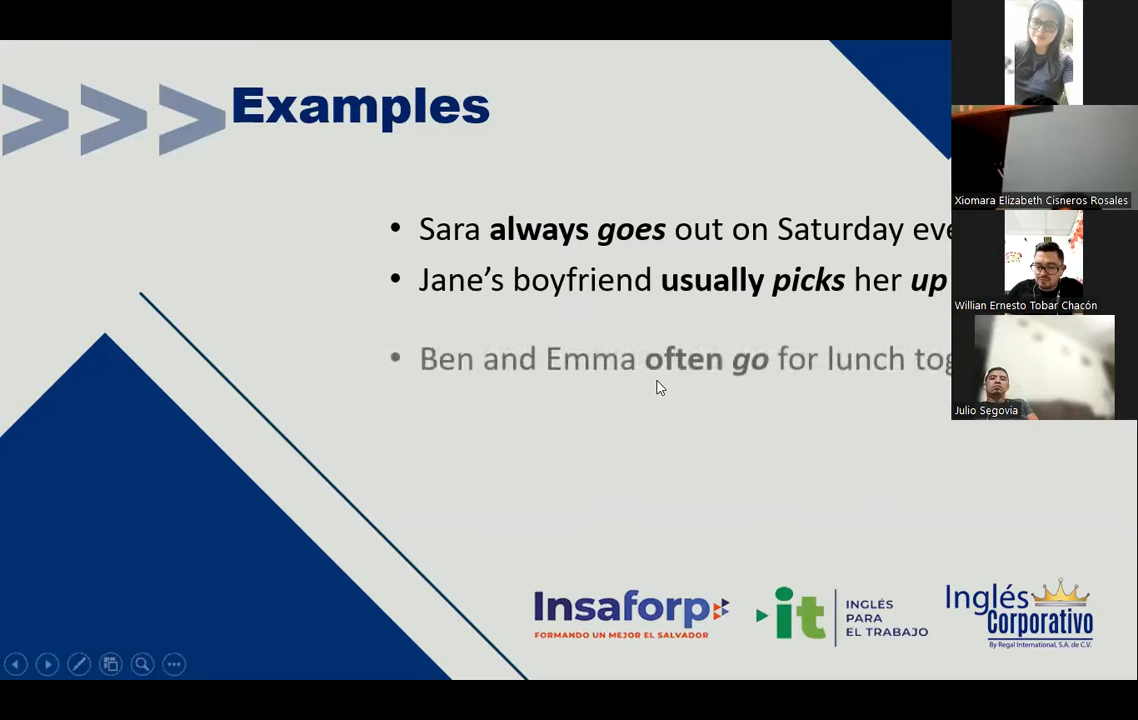 Examples
• Sara always goes out on Saturday eve
• Jane’s boyfriend usually picks her up
• Ben and Emma often go for lunch tog
Xiomara Elizabeth Cisneros Rosales
Willian Ernesto Tobar Chacón
Julio Segovia
Insaforp
FORMANDO UN MEJOR EL SALVADOR
it
INGLÉS
PARA
EL TRABAJO
Inglés
Corporativo
By Regal International, S.A. de C.V.